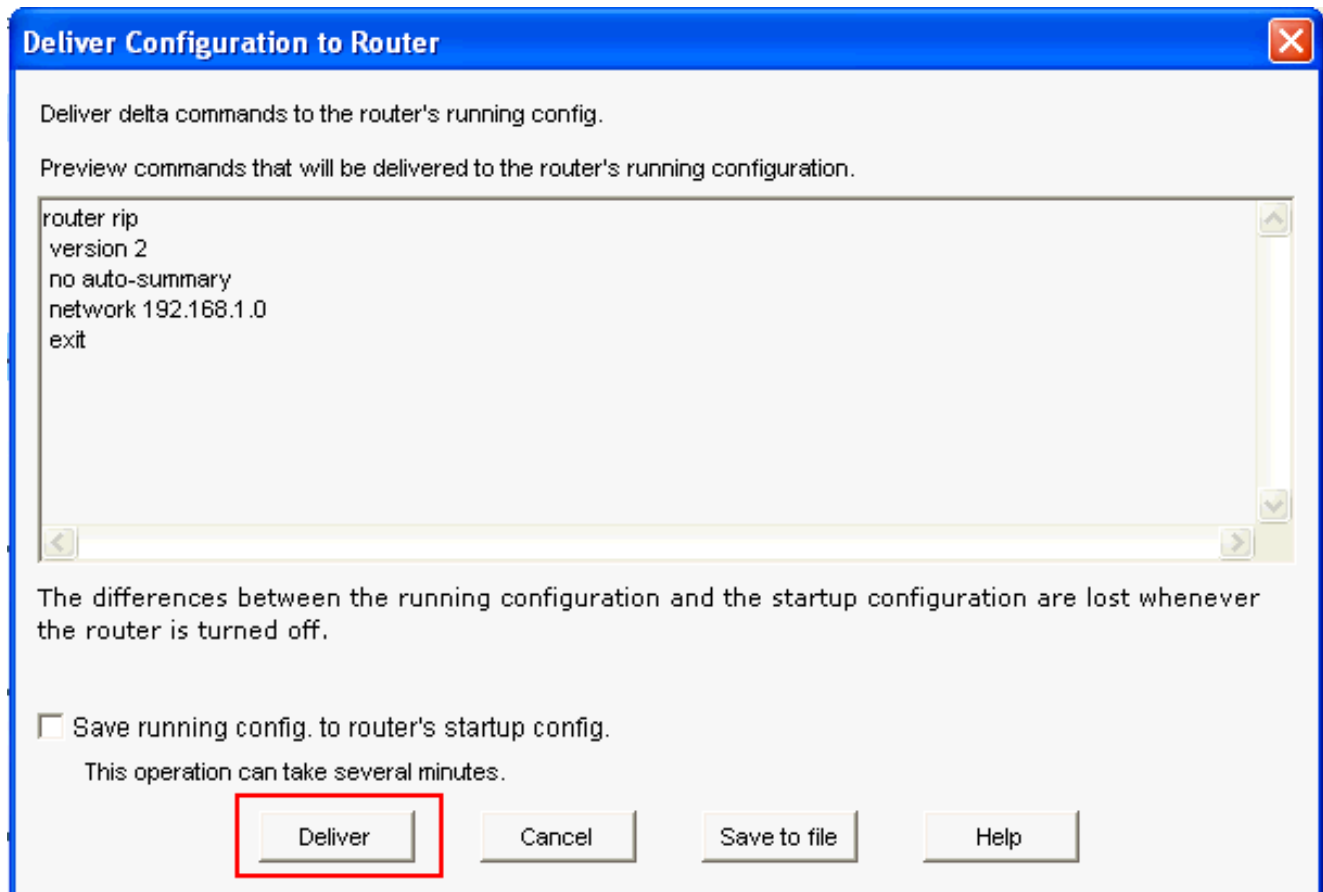 Deliver Configuration to Router
Deliver delta commands to the router's running config.
Preview commands that will be delivered to the router's running configuration.
router rip
version 2
no auto-summary
network 192.168.1.0
exit
The differences between the running configuration and the startup configuration are lost whenever
the router is turned off.
Save running config. to router's startup config.
This operation can take several minutes.
Deliver Cancel Save to file Help